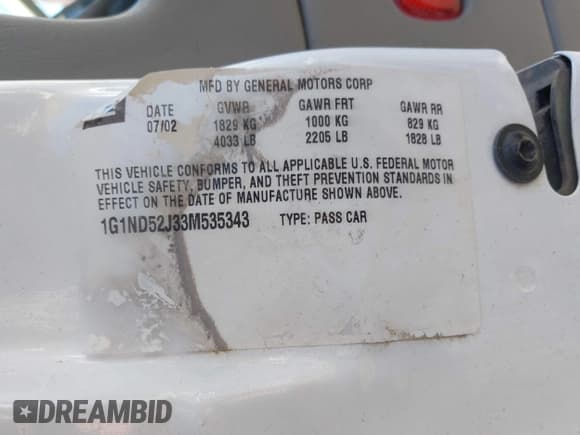 MFD BY GENERAL MOTORS CORP
DATE GVWR GAWR FRT GAWR RR
07/02 1829 KG 1000 KG 829 KG
4033 LB 2205 LB 1828 LB
THIS VEHICLE CONFORMS TO ALL APPLICABLE U.S. FEDERAL MOTOR
VEHICLE SAFETY, BUMPER, AND THEFT PREVENTION STANDARDS IN
EFFECT ON THE DATE OF MANUFACTURE SHOWN ABOVE.
1G1ND52J33M535343 TYPE: PASS CAR
DREAMBID